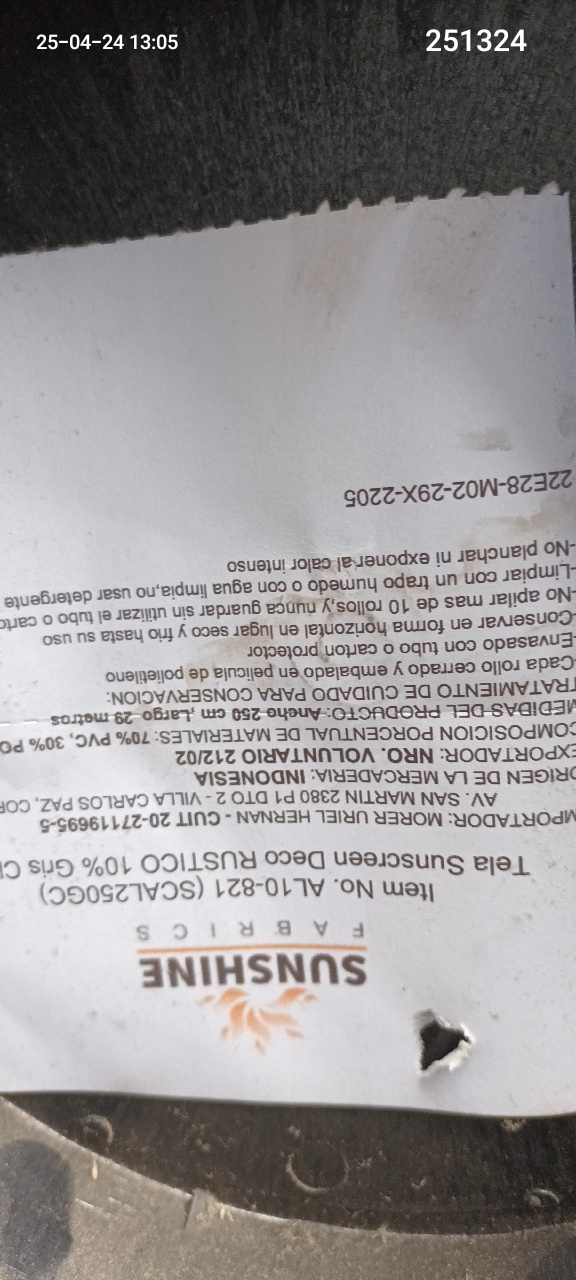 25-04-24 13:05
251324
SUNSHINE
FABRICS
Item No. AL10-821 (SCAL250GC)
Tela Sunscreen Deco RUSTICO 10% Gris
IMPORTADOR: MORER URIEL HERNAN - CUIT 20-27119695-5
AV. SAN MARTIN 2380 P1 DTO 2 - VILLA CARLOS PAZ,
ORIGEN DE LA MERCADERIA: INDONESIA
EXPORTADOR: NRO. VOLUNTARIO 212/02
COMPOSICION PORCENTUAL DE MATERIALES: 70% PVC, 30%
MEDIDAS DEL PRODUCTO: Ancho 250 cm, Largo 29 metros
TRATAMIENTO DE CUIDADO PARA CONSERVACION:
-Cada rollo cerrado y embalado en pelicula de polietileno
-Envasado con tubo o carton protector
-Conservar en forma horizontal en lugar seco y frio hasta su uso
-No apilar mas de 10 rollos,y nunca guardar sin utilizar el tubo o
-Limpiar con un trapo humedo o con agua limpia,no usar detergente
-No planchar ni exponer al calor intenso
22E28-M02-29X-2205